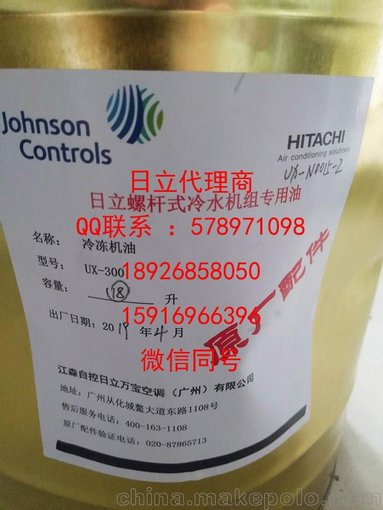 Johnson
Controls
HITACHI
Air conditioning solutions
UX-N0015-Z
日立代理商
日立螺杆式冷水机组专用油
QQ联系 ：578971098
名称： 冷冻机油
型号： UX-300
18926858050
容量： 18 升
15916966396
出厂日期：2019年4月
微信同号
原厂配件
江森自控日立万宝空调（广州）有限公司
地址：广州从化城鳌大道东路1108号
售后服务电话：400-163-1108
原厂配件验证电话：020-87865713
china.makepolo.com